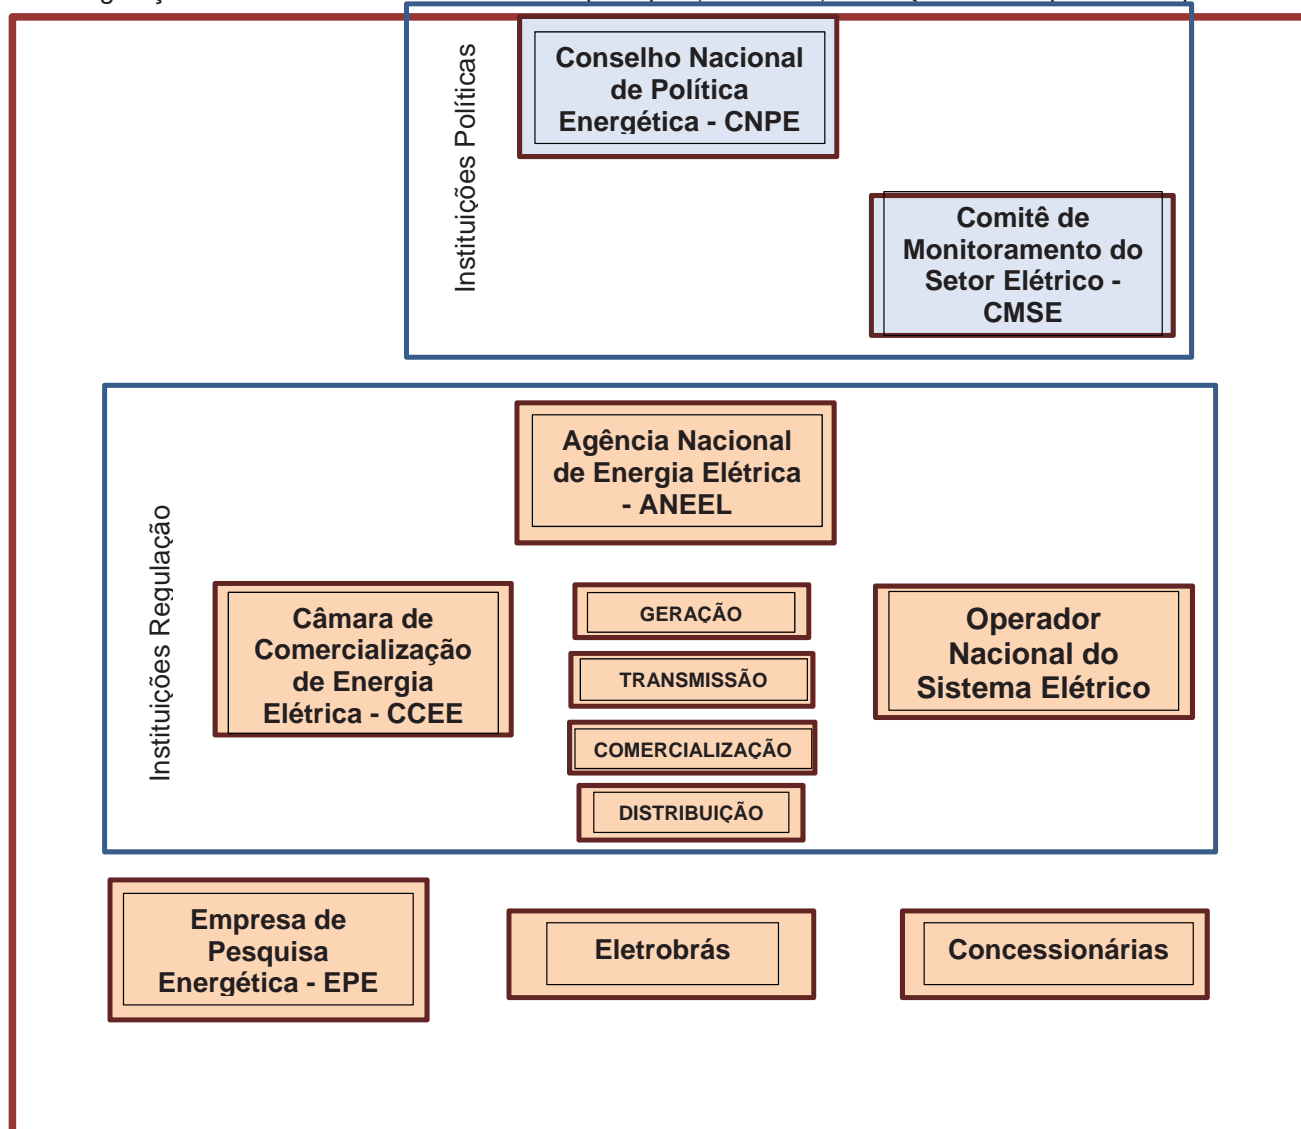 Instituições Políticas
Conselho Nacional
de Política
Energética - CNPE
Comitê de
Monitoramento do
Setor Elétrico -
CMSE
Instituições Regulação
Agência Nacional
de Energia Elétrica
- ANEEL
Câmara de
Comercialização
de Energia
Elétrica - CCEE
GERAÇÃO
TRANSMISSÃO
COMERCIALIZAÇÃO
DISTRIBUIÇÃO
Operador
Nacional do
Sistema Elétrico
Empresa de
Pesquisa
Energética - EPE
Eletrobrás
Concessionárias